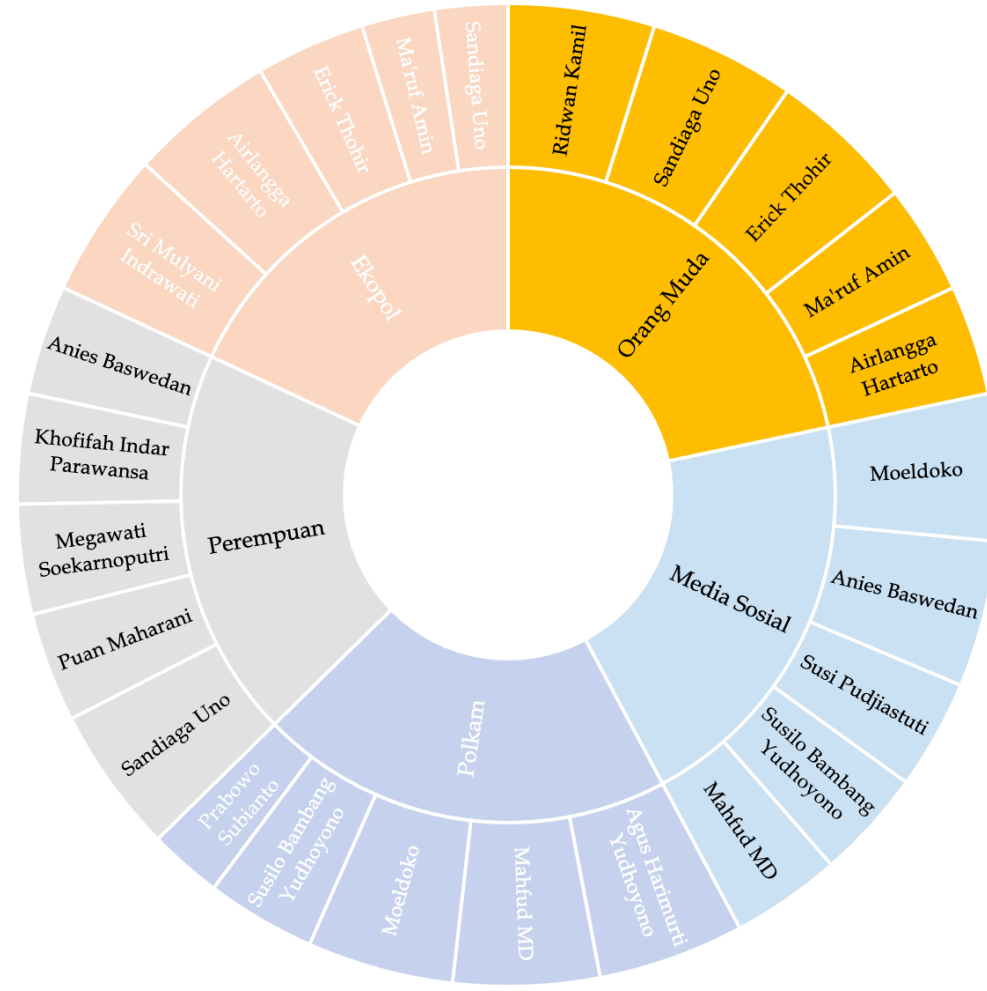 Orang Muda
Ridwan Kamil
Sandiaga Uno
Erick Thohir
Ma'ruf Amin
Airlangga
Hartarto
Media Sosial
Moeldoko
Anies Baswedan
Susi Pudjiastuti
Susilo Bambang
Yudhoyono
Mahfud MD
Polkam
Agus Harimurti
Yudhoyono
Mahfud MD
Moeldoko
Susilo Bambang
Yudhoyono
Prabowo
Subianto
Perempuan
Sandiaga Uno
Puan Maharani
Megawati
Soekarnoputri
Khofifah Indar
Parawansa
Anies Baswedan
Ekopol
Sri Mulyani
Indrawati
Airlangga
Hartarto
Erick Thohir
Ma'ruf Amin
Sandiaga Uno